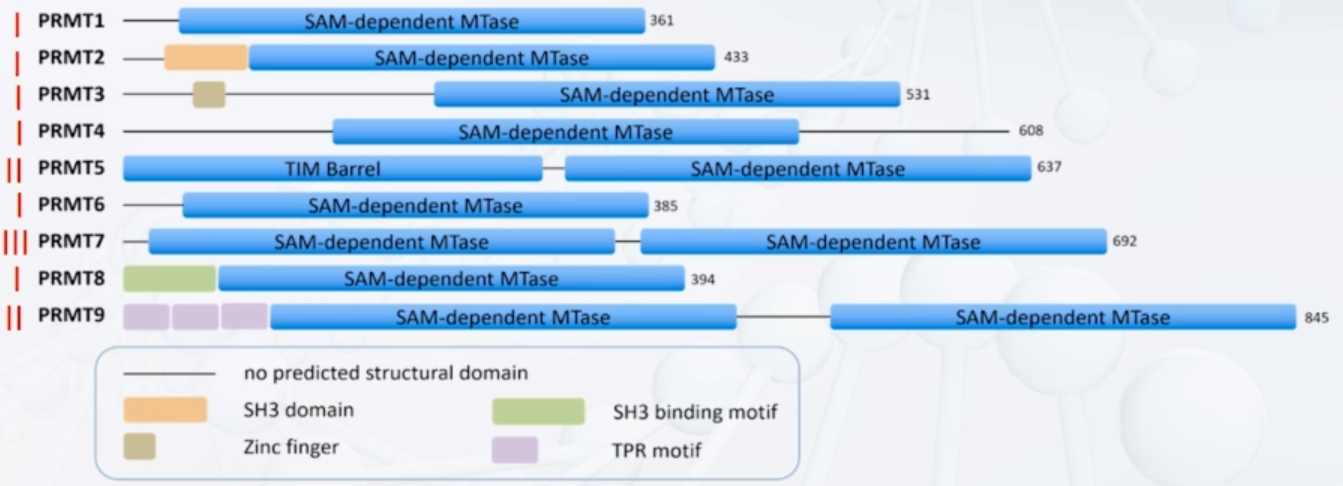 | PRMT1 SAM-dependent MTase 361
| PRMT2 SAM-dependent MTase 433
| PRMT3 SAM-dependent MTase 531
| PRMT4 SAM-dependent MTase 608
|| PRMT5 TIM Barrel SAM-dependent MTase 637
| PRMT6 SAM-dependent MTase 385
||| PRMT7 SAM-dependent MTase SAM-dependent MTase 692
| PRMT8 SAM-dependent MTase 394
|| PRMT9 SAM-dependent MTase SAM-dependent MTase 845
no predicted structural domain
SH3 domain SH3 binding motif
Zinc finger TPR motif